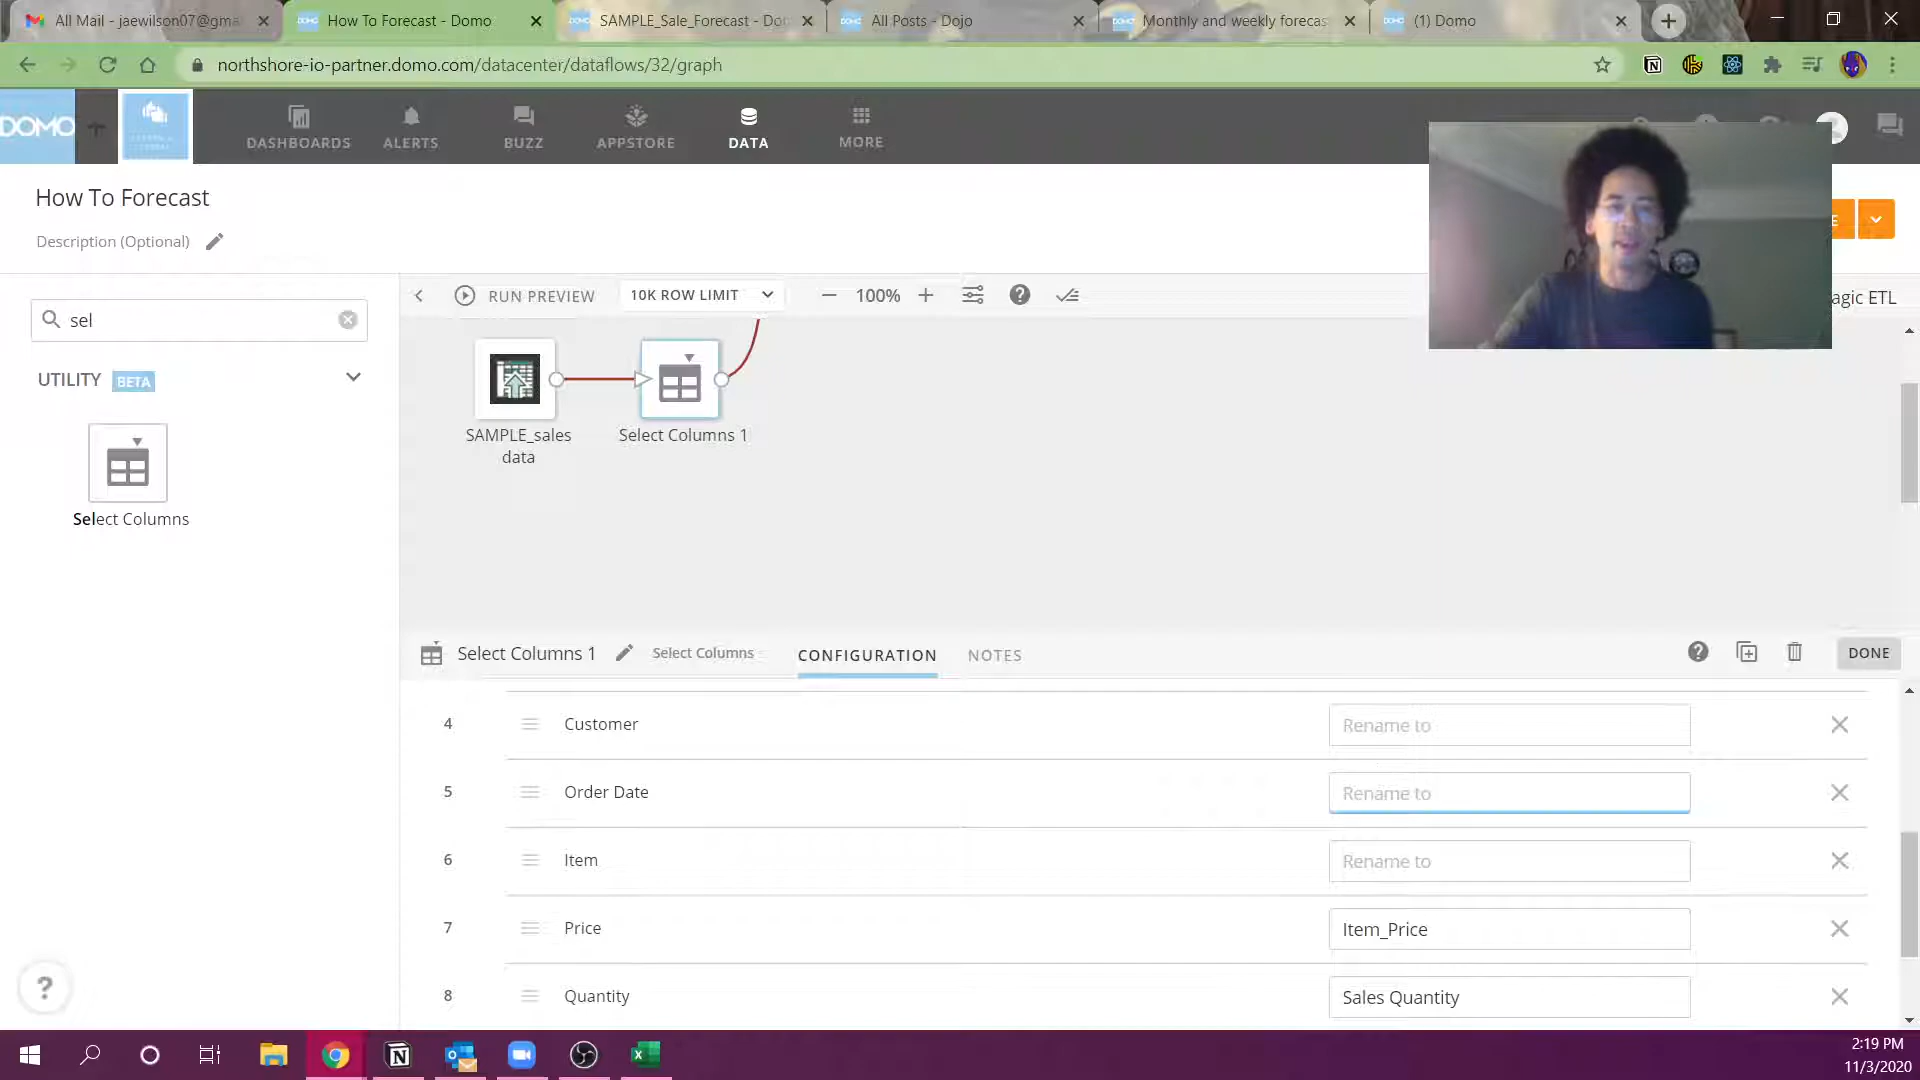 All Mail - jaewilson07@gma
How To Forecast - Domo
SAMPLE_Sale_Forecast - Do
All Posts - Dojo
Monthly and weekly forecas
(1) Domo
northshore-io-partner.domo.com/datacenter/dataflows/32/graph
DOMO
DASHBOARDS
ALERTS
BUZZ
APPSTORE
DATA
MORE
How To Forecast
Description (Optional)
E
sel
RUN PREVIEW
10K ROW LIMIT
100%
agic ETL
UTILITY BETA
Select Columns
SAMPLE_sales
data
Select Columns 1
Select Columns 1
Select Columns
CONFIGURATION
NOTES
DONE
4 Customer Rename to
5 Order Date Rename to
6 Item Rename to
7 Price Item_Price
8 Quantity Sales Quantity
?
2:19 PM
11/3/2020